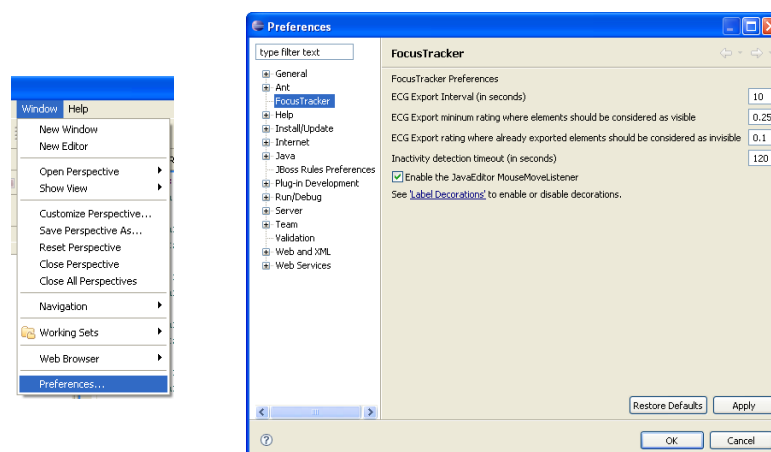 Window Help
New Window
New Editor
Open Perspective
Show View
Customize Perspective...
Save Perspective As...
Reset Perspective
Close Perspective
Close All Perspectives
Navigation
Working Sets
Web Browser
Preferences...
Preferences
type filter text
General
Ant
FocusTracker
Help
Install/Update
Internet
Java
JBoss Rules Preferences
Plug-in Development
Run/Debug
Server
Team
Validation
Web and XML
Web Services
FocusTracker
FocusTracker Preferences
ECG Export Interval (in seconds) 10
ECG Export mininum rating where elements should be considered as visible 0.25
ECG Export rating where already exported elements should be considered as invisible 0.1
Inactivity detection timeout (in seconds) 120
Enable the JavaEditor MouseMoveListener
See 'Label Decorations' to enable or disable decorations.
Restore Defaults Apply
OK Cancel